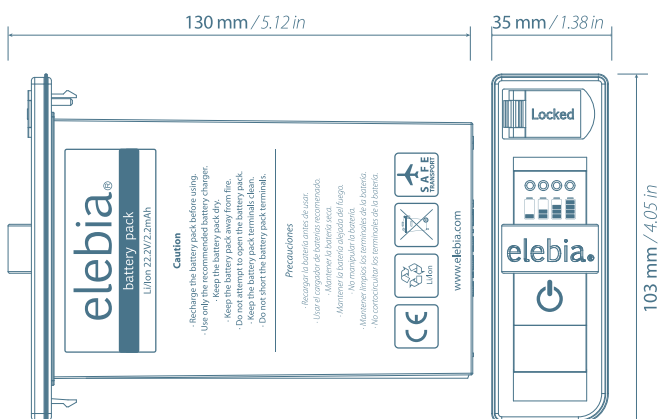 130 mm / 5.12 in
35 mm / 1.38 in
elebia®
battery pack
Li/Ion 22.2V/2.2mAh
Caution
· Recharge the battery pack before using.
· Use only the recommended battery charger.
· Keep the battery pack dry.
· Keep the battery pack away from fire.
· Do not attempt to open the battery pack.
· Keep the battery pack terminals clean.
· Do not short the battery pack terminals.
Precauciones
· Recargar la batería antes de usar.
· Usar el cargador de baterías recomendado.
· Mantener la batería seca.
· Mantener la batería alejada del fuego.
· No manipular la batería.
· Mantener limpios los terminales de la batería.
· No cortocircuitar los terminales de la batería.
CE
Li/Ion
SAFE
TRANSPORT
www.elebia.com
Locked
elebia.
103 mm / 4.05 in